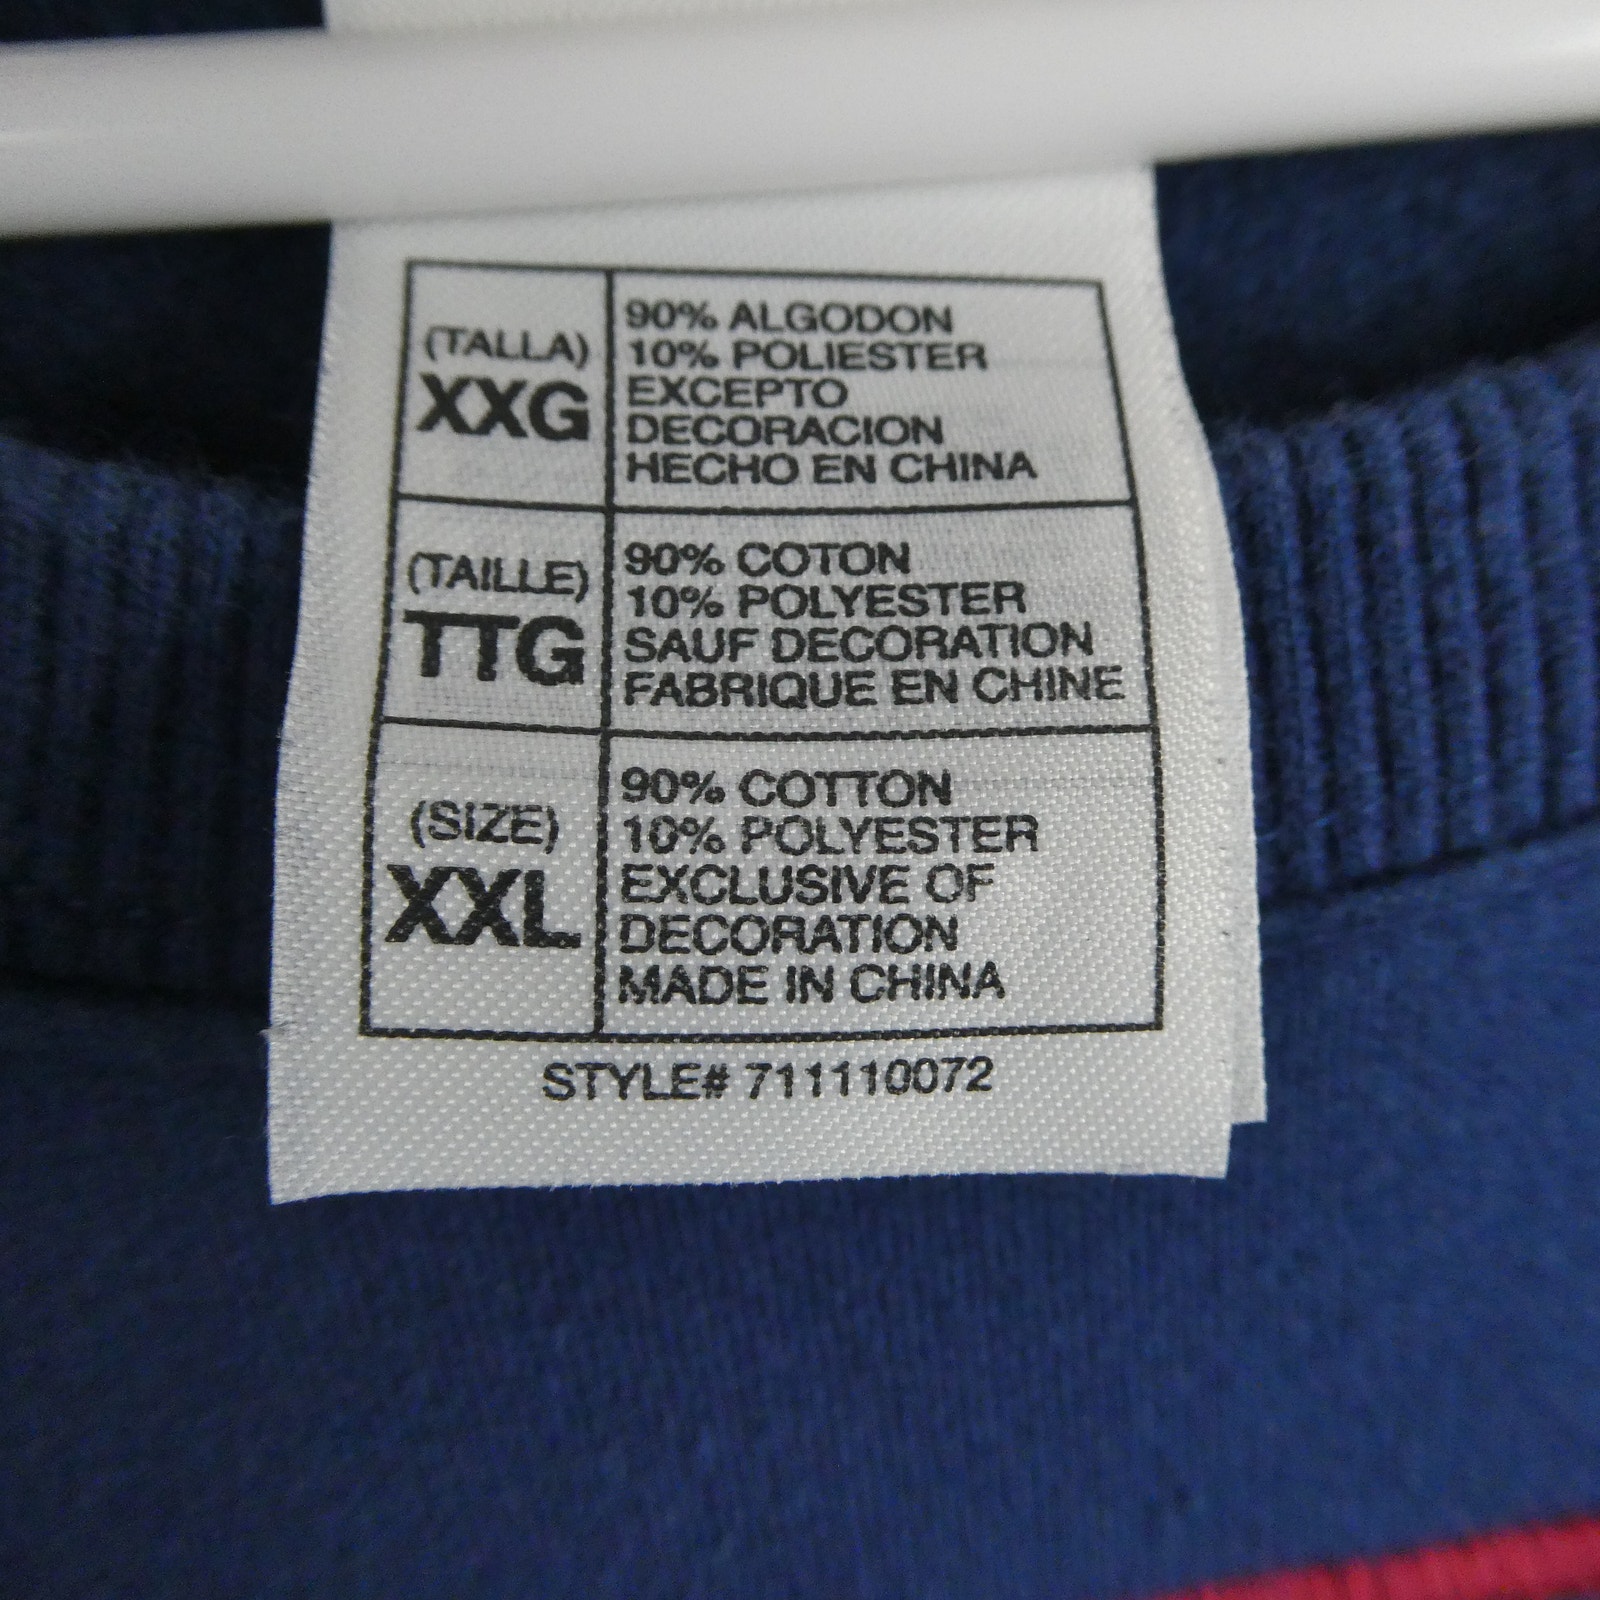 (TALLA)
XXG
90% ALGODON
10% POLIESTER
EXCEPTO
DECORACION
HECHO EN CHINA
(TAILLE)
TTG
90% COTON
10% POLYESTER
SAUF DECORATION
FABRIQUE EN CHINE
(SIZE)
XXL
90% COTTON
10% POLYESTER
EXCLUSIVE OF
DECORATION
MADE IN CHINA
STYLE# 711110072